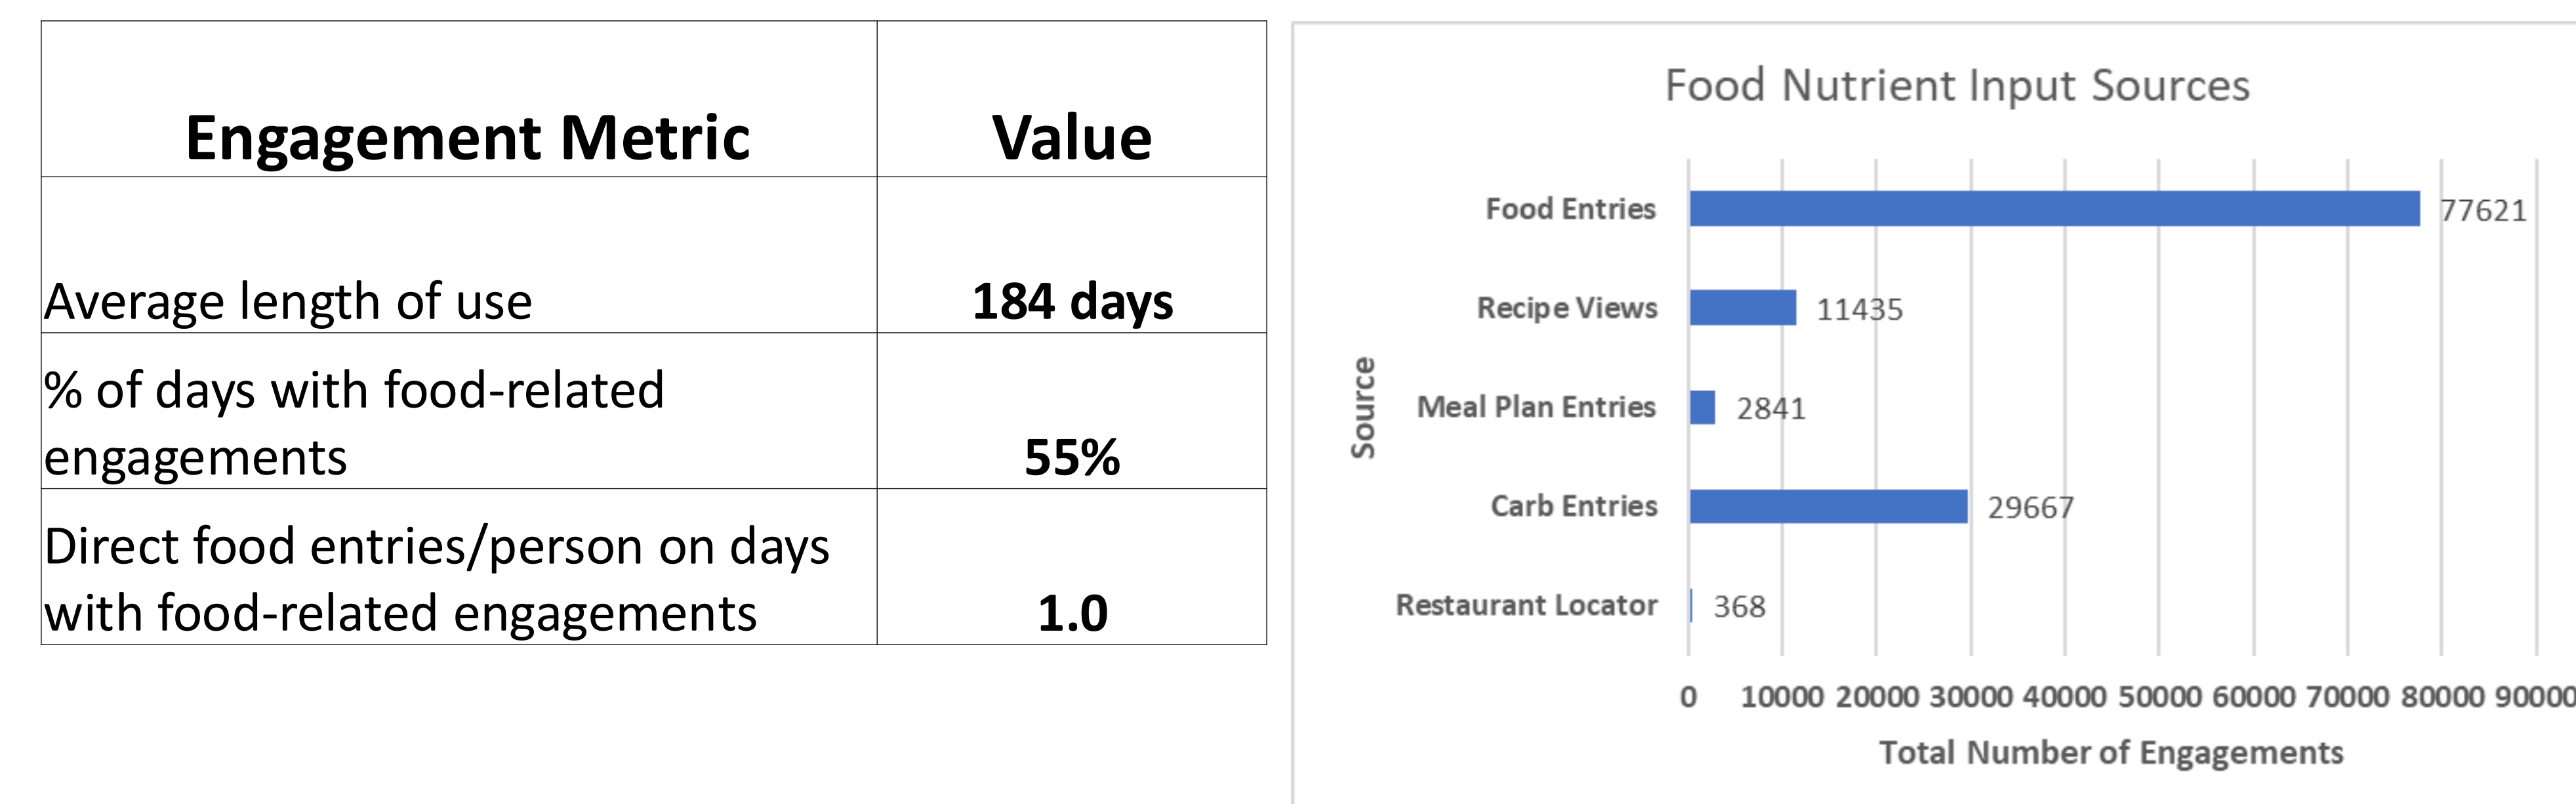 Engagement Metric Value
Average length of use 184 days
% of days with food-related
engagements 55%
Direct food entries/person on days
with food-related engagements 1.0
Food Nutrient Input Sources
Source
Food Entries 77621
Recipe Views 11435
Meal Plan Entries 2841
Carb Entries 29667
Restaurant Locator 368
0 10000 20000 30000 40000 50000 60000 70000 80000 90000
Total Number of Engagements